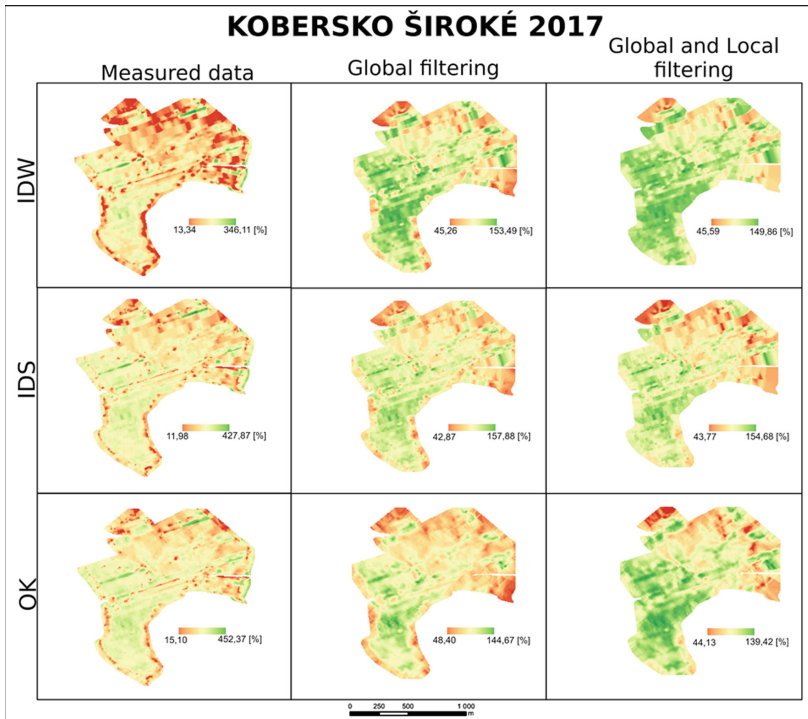 KOBERSKO ŠIROKÉ 2017
Measured data
Global filtering
Global and Local
filtering
IDW
13,34 346,11 [%]
45,26 153,49 [%]
45,59 149,86 [%]
IDS
11,98 427,87 [%]
42,87 157,88 [%]
43,77 154,68 [%]
OK
15,10 452,37 [%]
48,40 144,67 [%]
44,13 139,42 [%]
0 250 500 1 000
m